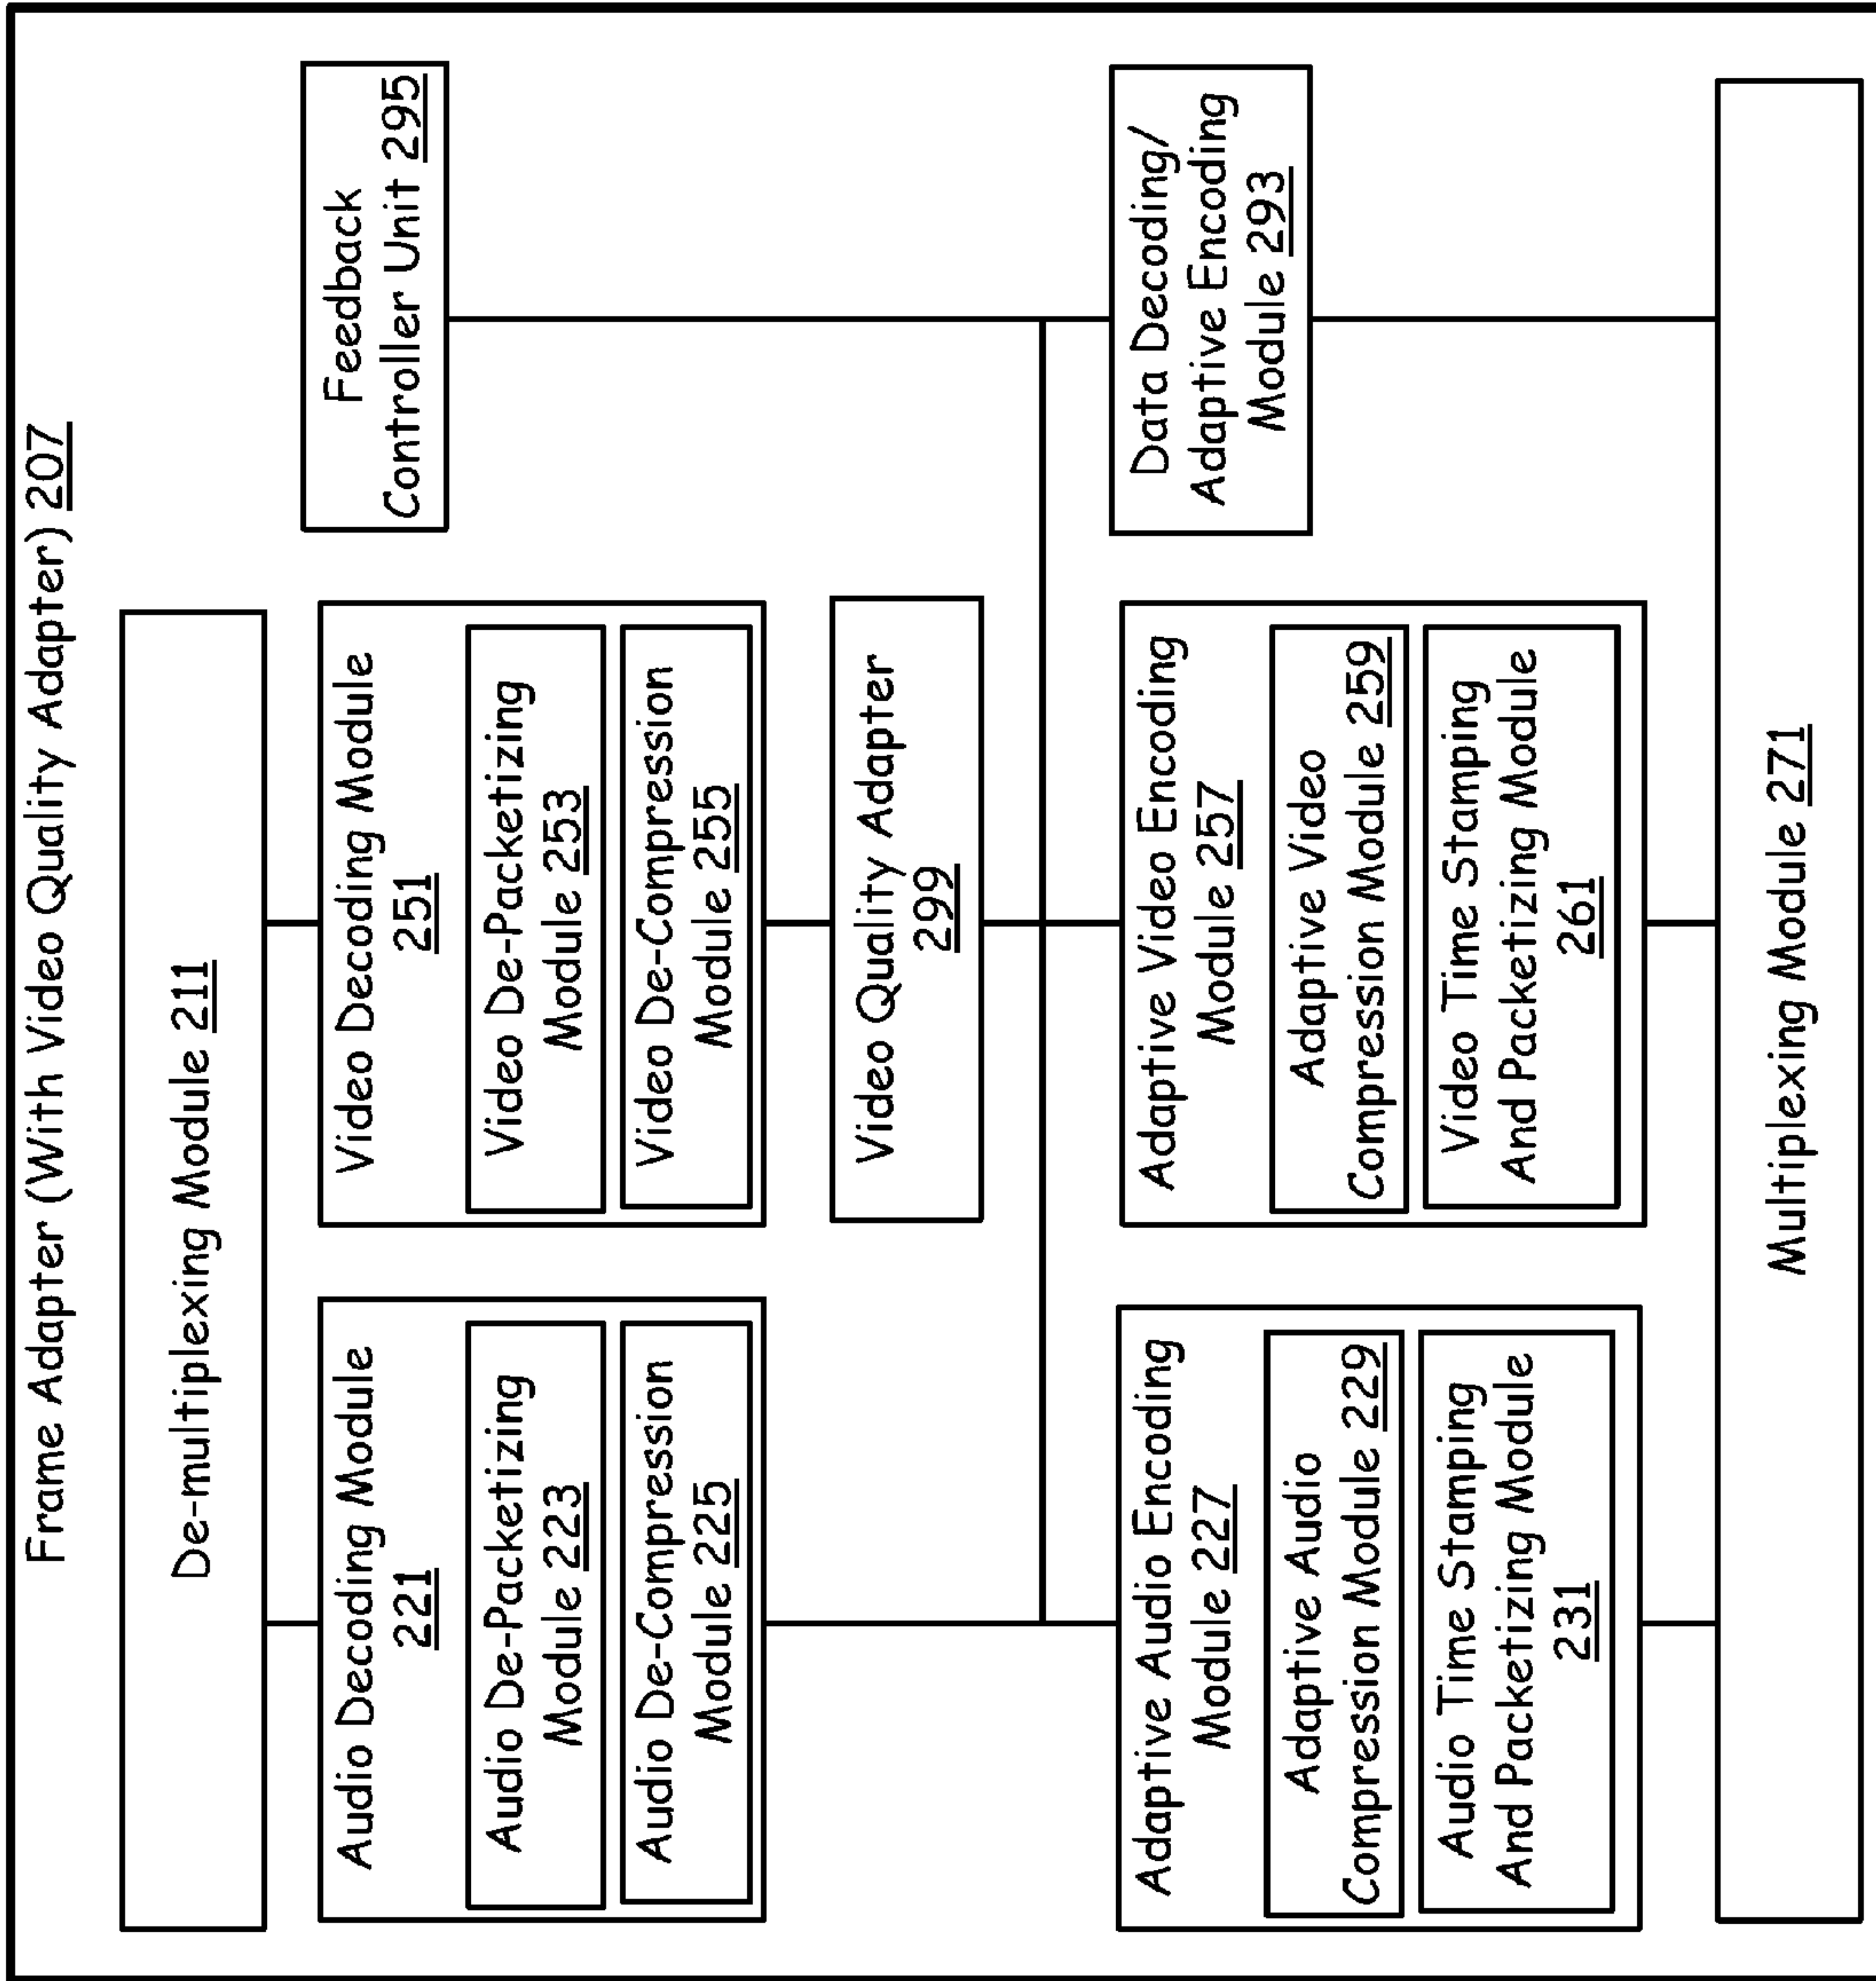 Frame Adapter (With Video Quality Adapter) 207
De-multiplexing Module 211
Audio Decoding Module
221
Audio De-Packetizing
Module 223
Audio De-Compression
Module 225
Video Decoding Module
251
Video De-Packetizing
Module 253
Video De-Compression
Module 255
Feedback
Controller Unit 295
Video Quality Adapter
299
Adaptive Audio Encoding
Module 227
Adaptive Audio
Compression Module 229
Audio Time Stamping
And Packetizing Module
231
Adaptive Video Encoding
Module 257
Adaptive Video
Compression Module 259
Video Time Stamping
And Packetizing Module
261
Data Decoding/
Adaptive Encoding
Module 293
Multiplexing Module 271